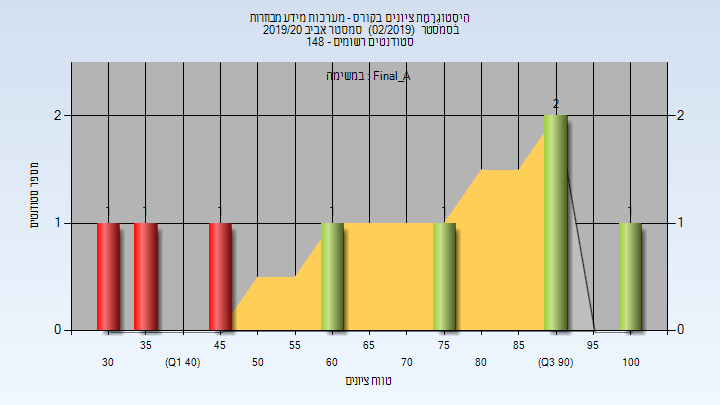 היסטוגרמת ציונים בקורס - מערכות מידע מבוזרות
בסמסטר (02/2019) סמסטר אביב 2019/20
סטודנטים רשומים - 148
במשימה : Final_A
2
2 2
מספר סטודנטים
1 1 1 1 1 1
1 1
0 0
35 45 55 65 75 85 95
30 (Q1 40) 50 60 70 80 (Q3 90) 100
טווח ציונים